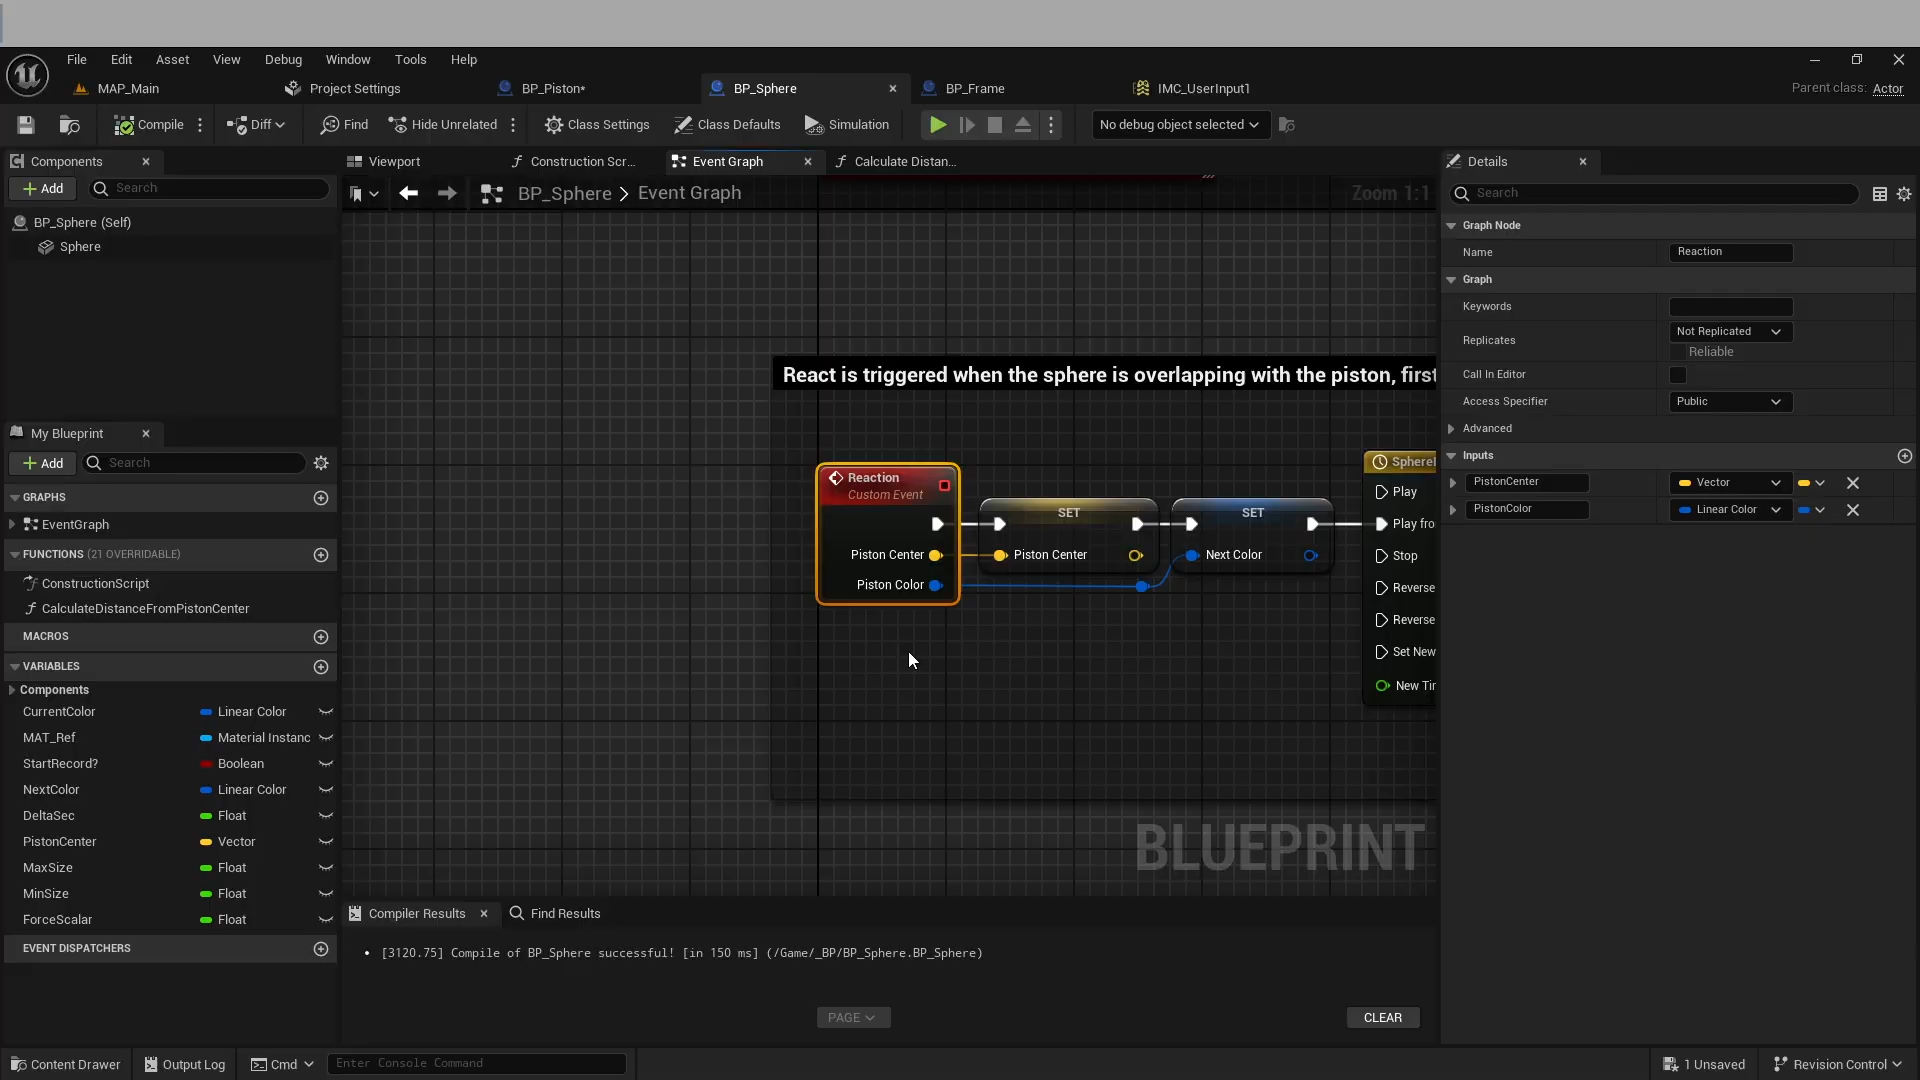 File Edit Asset View Debug Window Tools Help
MAP_Main Project Settings BP_Piston* BP_Sphere BP_Frame IMC_UserInput1 Parent class: Actor
Compile Diff Find Hide Unrelated Class Settings Class Defaults Simulation No debug object selected
Components
Add Search
BP_Sphere (Self)
Sphere
My Blueprint
Add Search
GRAPHS
EventGraph
FUNCTIONS (21 OVERRIDABLE)
ConstructionScript
CalculateDistanceFromPistonCenter
MACROS
VARIABLES
Components
CurrentColor Linear Color
MAT_Ref Material Instanc
StartRecord? Boolean
NextColor Linear Color
DeltaSec Float
PistonCenter Vector
MaxSize Float
MinSize Float
ForceScalar Float
EVENT DISPATCHERS
Viewport Construction Scr... Event Graph Calculate Distan...
BP_Sphere > Event Graph Zoom 1:1
React is triggered when the sphere is overlapping with the piston, first
Reaction
Custom Event
Piston Center
Piston Color
SET
Piston Center
SET
Next Color
Play
Stop
Reverse
Reverse
Set New
BLUEPRINT
Compiler Results Find Results
• [3120.75] Compile of BP_Sphere successful! [in 150 ms] (/Game/_BP/BP_Sphere.BP_Sphere)
PAGE CLEAR
Details
Search
Graph Node
Name Reaction
Graph
Keywords
Replicates Not Replicated
Reliable
Call In Editor
Access Specifier Public
Advanced
Inputs
PistonCenter Vector
PistonColor Linear Color
Content Drawer Output Log Cmd Enter Console Command 1 Unsaved Revision Control